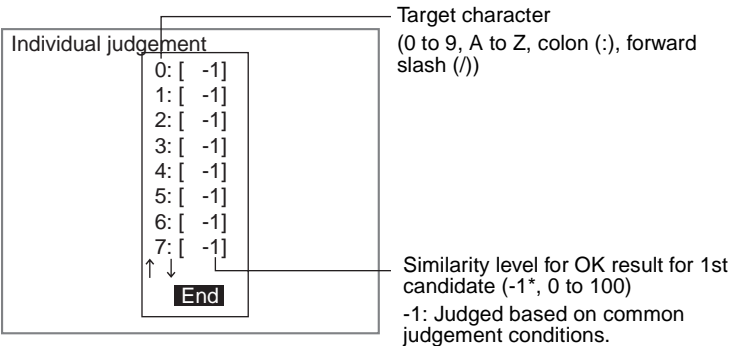 Target character
(0 to 9, A to Z, colon (:), forward
slash (/))
Individual judgement
0: [ -1]
1: [ -1]
2: [ -1]
3: [ -1]
4: [ -1]
5: [ -1]
6: [ -1]
7: [ -1]
↑ ↓
End
Similarity level for OK result for 1st
candidate (-1*, 0 to 100)
-1: Judged based on common
judgement conditions.